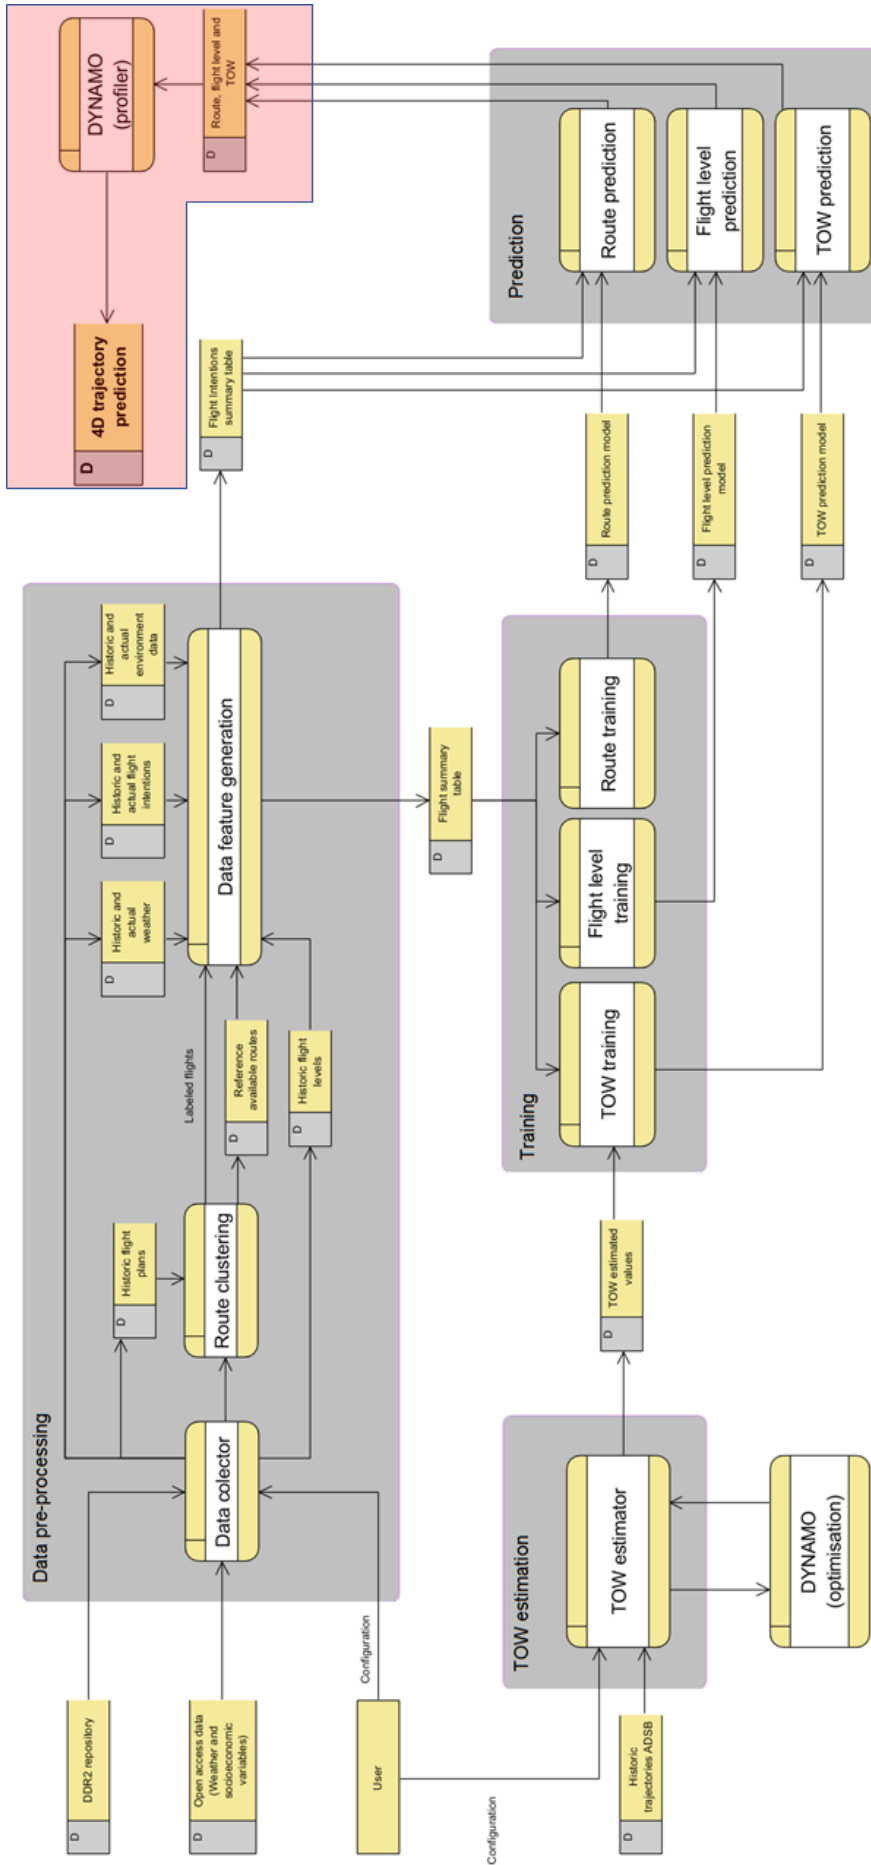 Data pre-processing
D
DDR2 repository
D
Open access data
(Weather and
socioeconomic
variables)
User
Configuration
Configuration
D
Historic
trajectories ADSB
Data colector
D
Historic flight
plans
Route clustering
Labeled flights
D
Reference
available routes
D
Historic flight
levels
D
Historic and
actual
weather
D
Historic and
actual flight
intentions
D
Historic and
actual
environment
data
Data feature generation
D
Flight Intentions
summary table
D
Flight summary
table
TOW estimation
TOW estimator
DYNAMO
(optimisation)
D
TOW estimated
values
Training
TOW training
Flight level
training
Route training
D
Route prediction model
D
Flight level prediction
model
D
TOW prediction model
Prediction
Route prediction
Flight level
prediction
TOW prediction
D
Route, flight level and
TOW
DYNAMO
(profiler)
D
4D trajectory
prediction